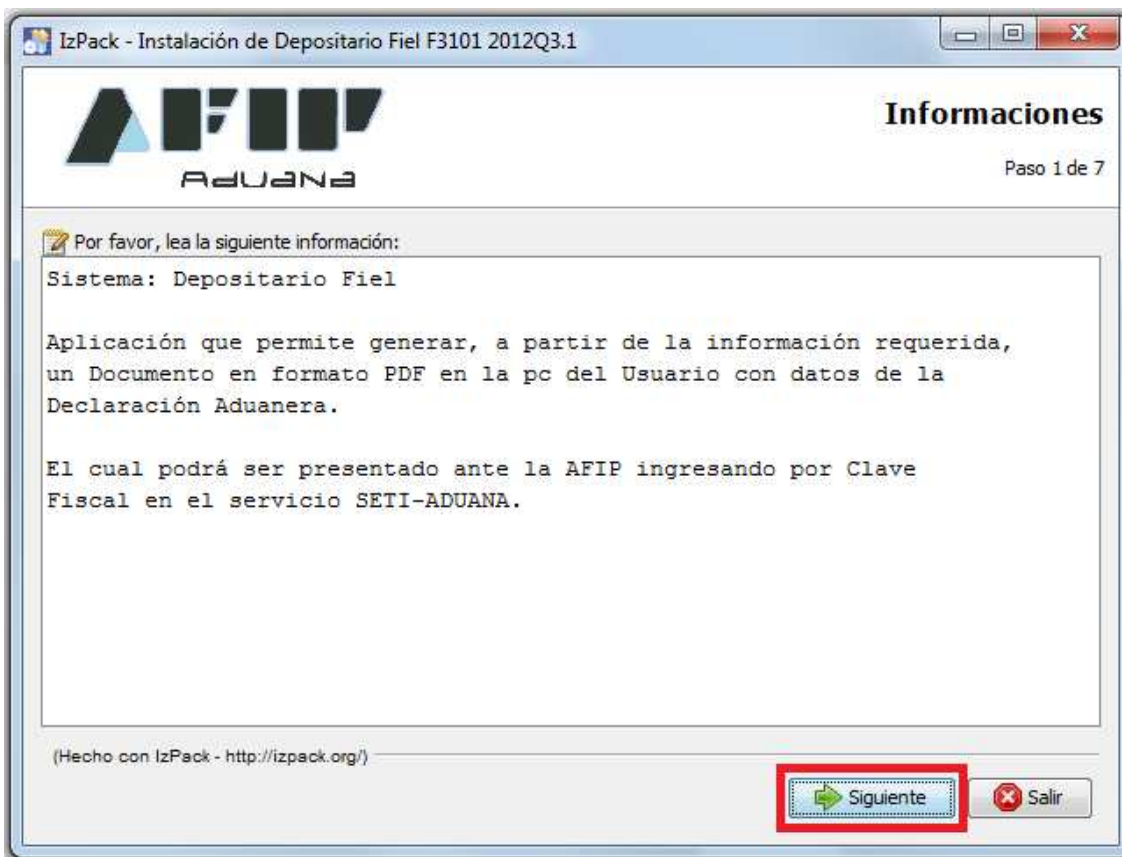 IzPack - Instalación de Depositario Fiel F3101 2012Q3.1
AFIP
AdUaNa
Informaciones
Paso 1 de 7
Por favor, lea la siguiente información:
Sistema: Depositario Fiel
Aplicación que permite generar, a partir de la información requerida,
un Documento en formato PDF en la pc del Usuario con datos de la
Declaración Aduanera.
El cual podrá ser presentado ante la AFIP ingresando por Clave
Fiscal en el servicio SETI-ADUANA.
(Hecho con IzPack - http://izpack.org/)
Siguiente
Salir